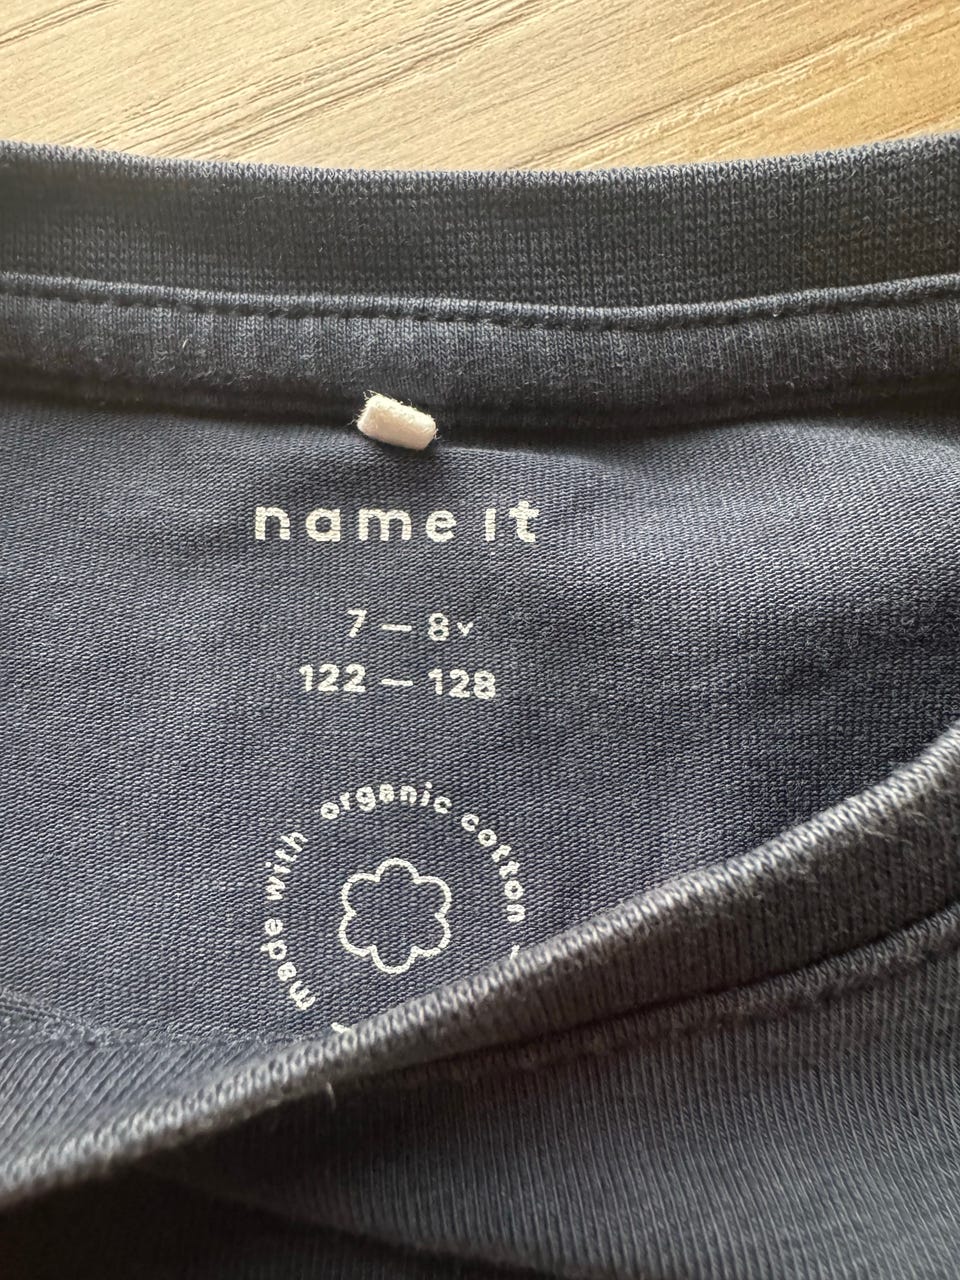 name it
7 — 8y
122 — 128
made with organic cotton